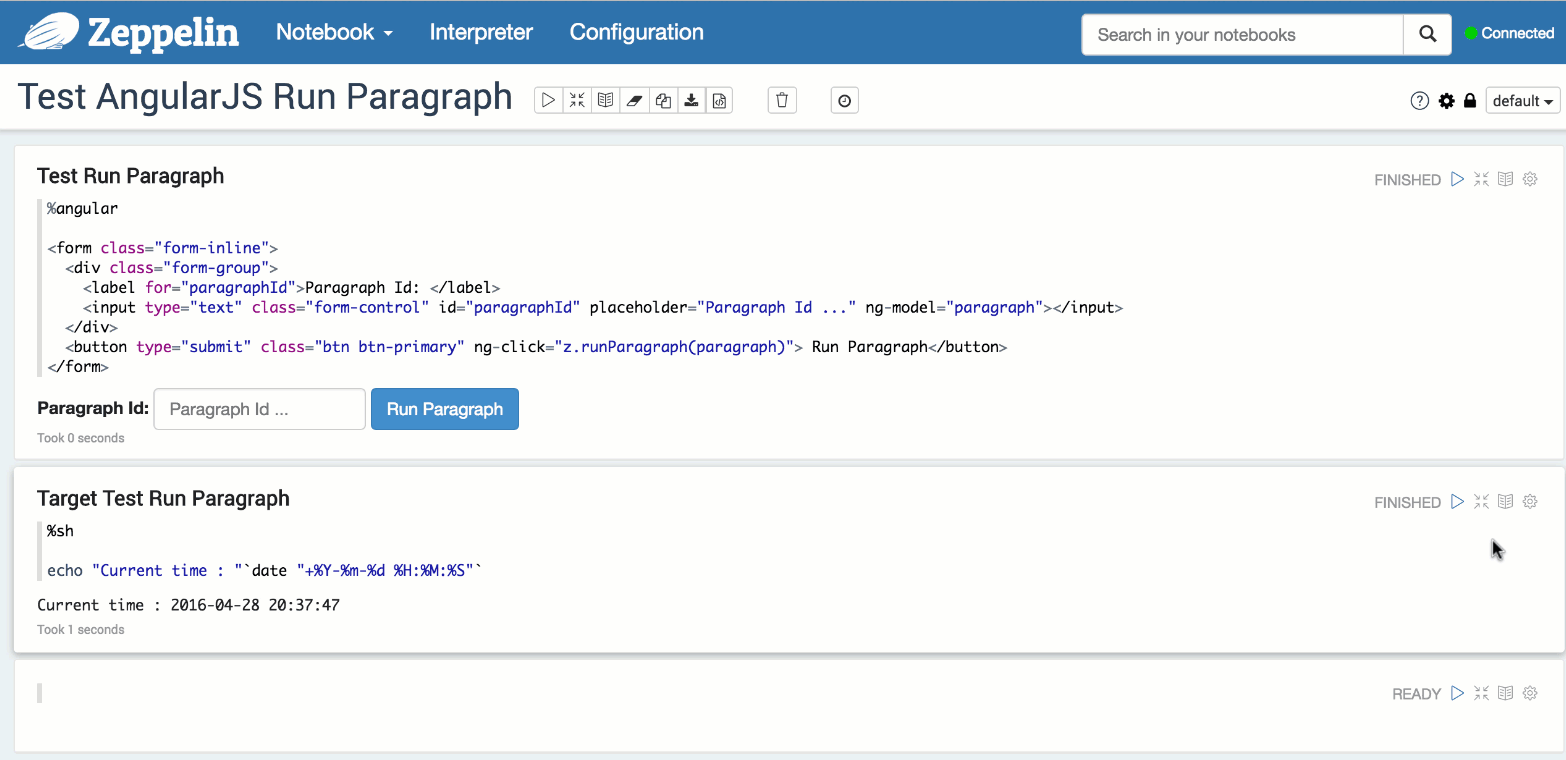 Zeppelin Notebook Interpreter Configuration Search in your notebooks Connected
Test AngularJS Run Paragraph default
Test Run Paragraph FINISHED
%angular
<form class="form-inline">
<div class="form-group">
<label for="paragraphId">Paragraph Id: </label>
<input type="text" class="form-control" id="paragraphId" placeholder="Paragraph Id ..." ng-model="paragraph"></input>
</div>
<button type="submit" class="btn btn-primary" ng-click="z.runParagraph(paragraph)"> Run Paragraph</button>
</form>
Paragraph Id: Paragraph Id ... Run Paragraph
Took 0 seconds
Target Test Run Paragraph FINISHED
%sh
echo "Current time : "`date "+%Y-%m-%d %H:%M:%S"`
Current time : 2016-04-28 20:37:47
Took 1 seconds
READY